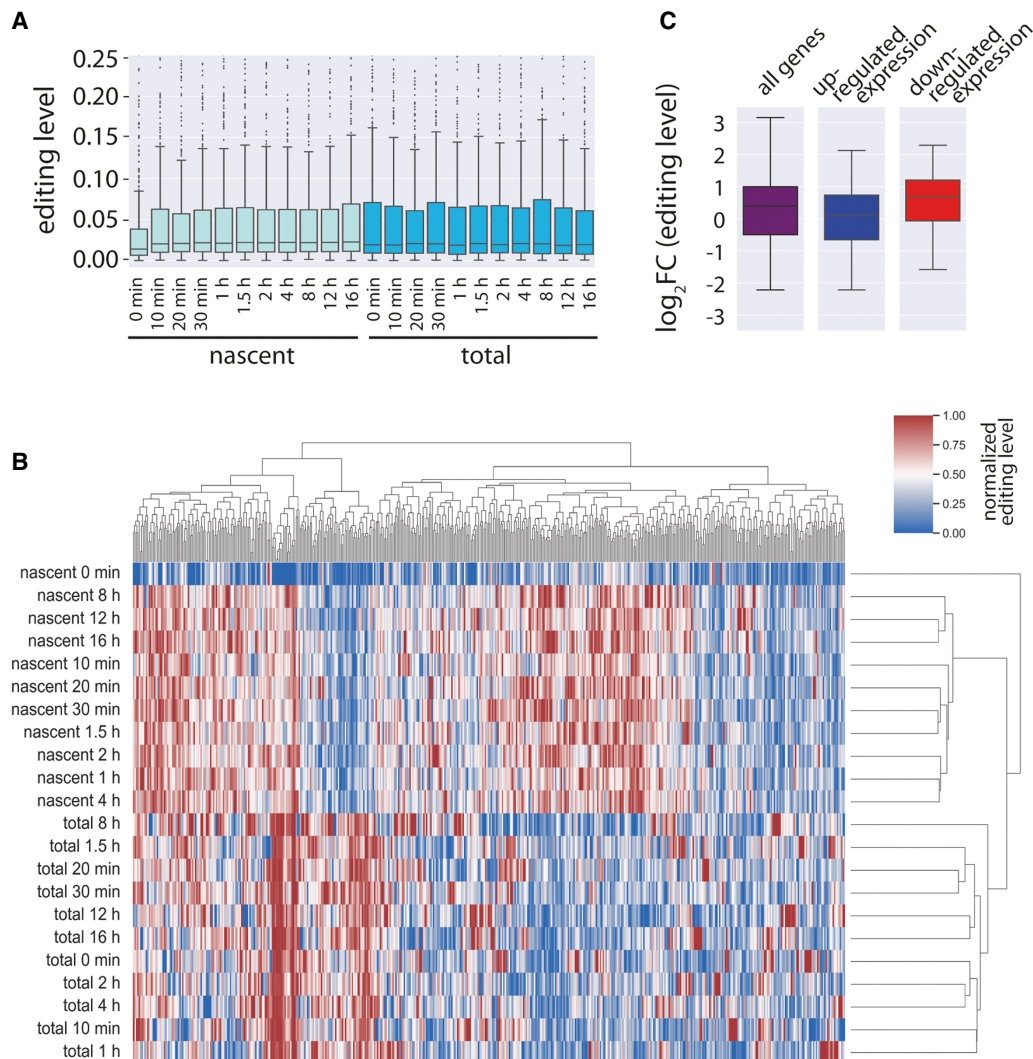 A
editing level
0.25
0.20
0.15
0.10
0.05
0.00
0 min
10 min
20 min
30 min
1 h
1.5 h
2 h
4 h
8 h
12 h
16 h
0 min
10 min
20 min
30 min
1 h
1.5 h
2 h
4 h
8 h
12 h
16 h
nascent
total
C
all genes
up-
regulated
expression
down-
regulated
expression
log2FC (editing level)
3
2
1
0
-1
-2
-3
B
1.00
0.75
0.50
0.25
0.00
normalized
editing level
nascent 0 min
nascent 8 h
nascent 12 h
nascent 16 h
nascent 10 min
nascent 20 min
nascent 30 min
nascent 1.5 h
nascent 2 h
nascent 1 h
nascent 4 h
total 8 h
total 1.5 h
total 20 min
total 30 min
total 12 h
total 16 h
total 0 min
total 2 h
total 4 h
total 10 min
total 1 h